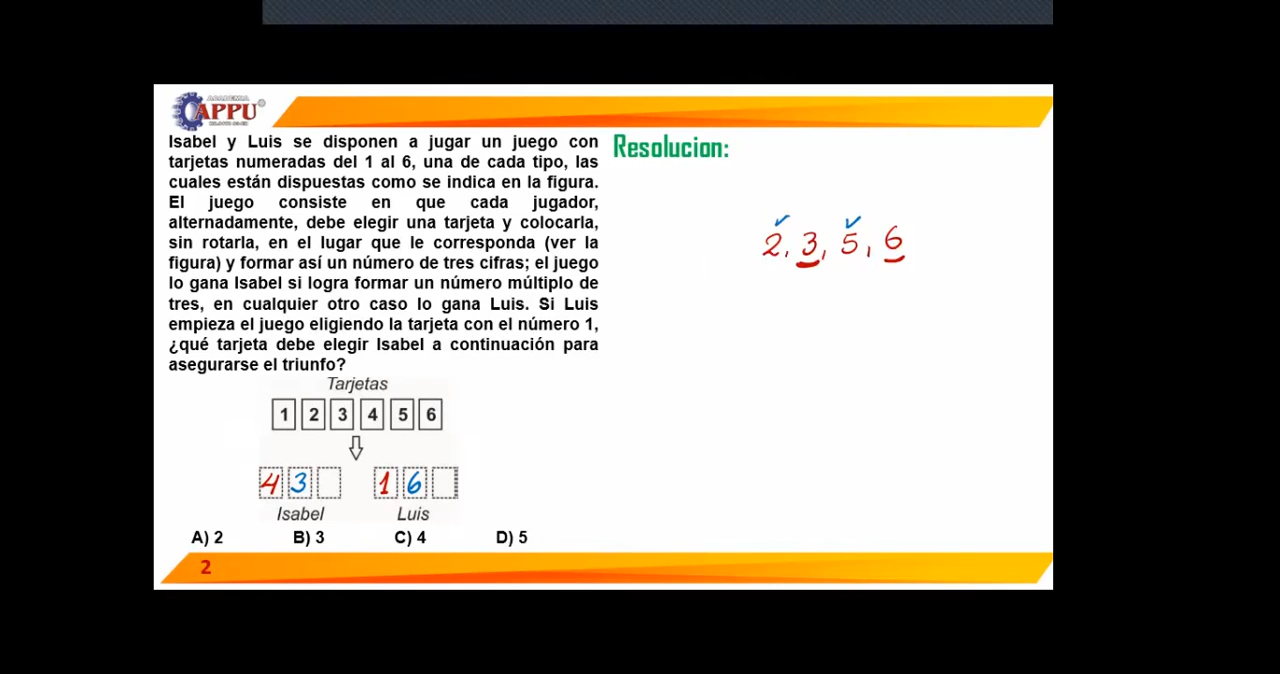 ACADEMIA
APPU
Isabel y Luis se disponen a jugar un juego con
tarjetas numeradas del 1 al 6, una de cada tipo, las
cuales están dispuestas como se indica en la figura.
El juego consiste en que cada jugador,
alternadamente, debe elegir una tarjeta y colocarla,
sin rotarla, en el lugar que le corresponda (ver la
figura) y formar así un número de tres cifras; el juego
lo gana Isabel si logra formar un número múltiplo de
tres, en cualquier otro caso lo gana Luis. Si Luis
empieza el juego eligiendo la tarjeta con el número 1,
¿qué tarjeta debe elegir Isabel a continuación para
asegurarse el triunfo?
Tarjetas
1 2 3 4 5 6
4 3 1 6
Isabel Luis
A) 2 B) 3 C) 4 D) 5
2
Resolucion:
2, 3, 5, 6